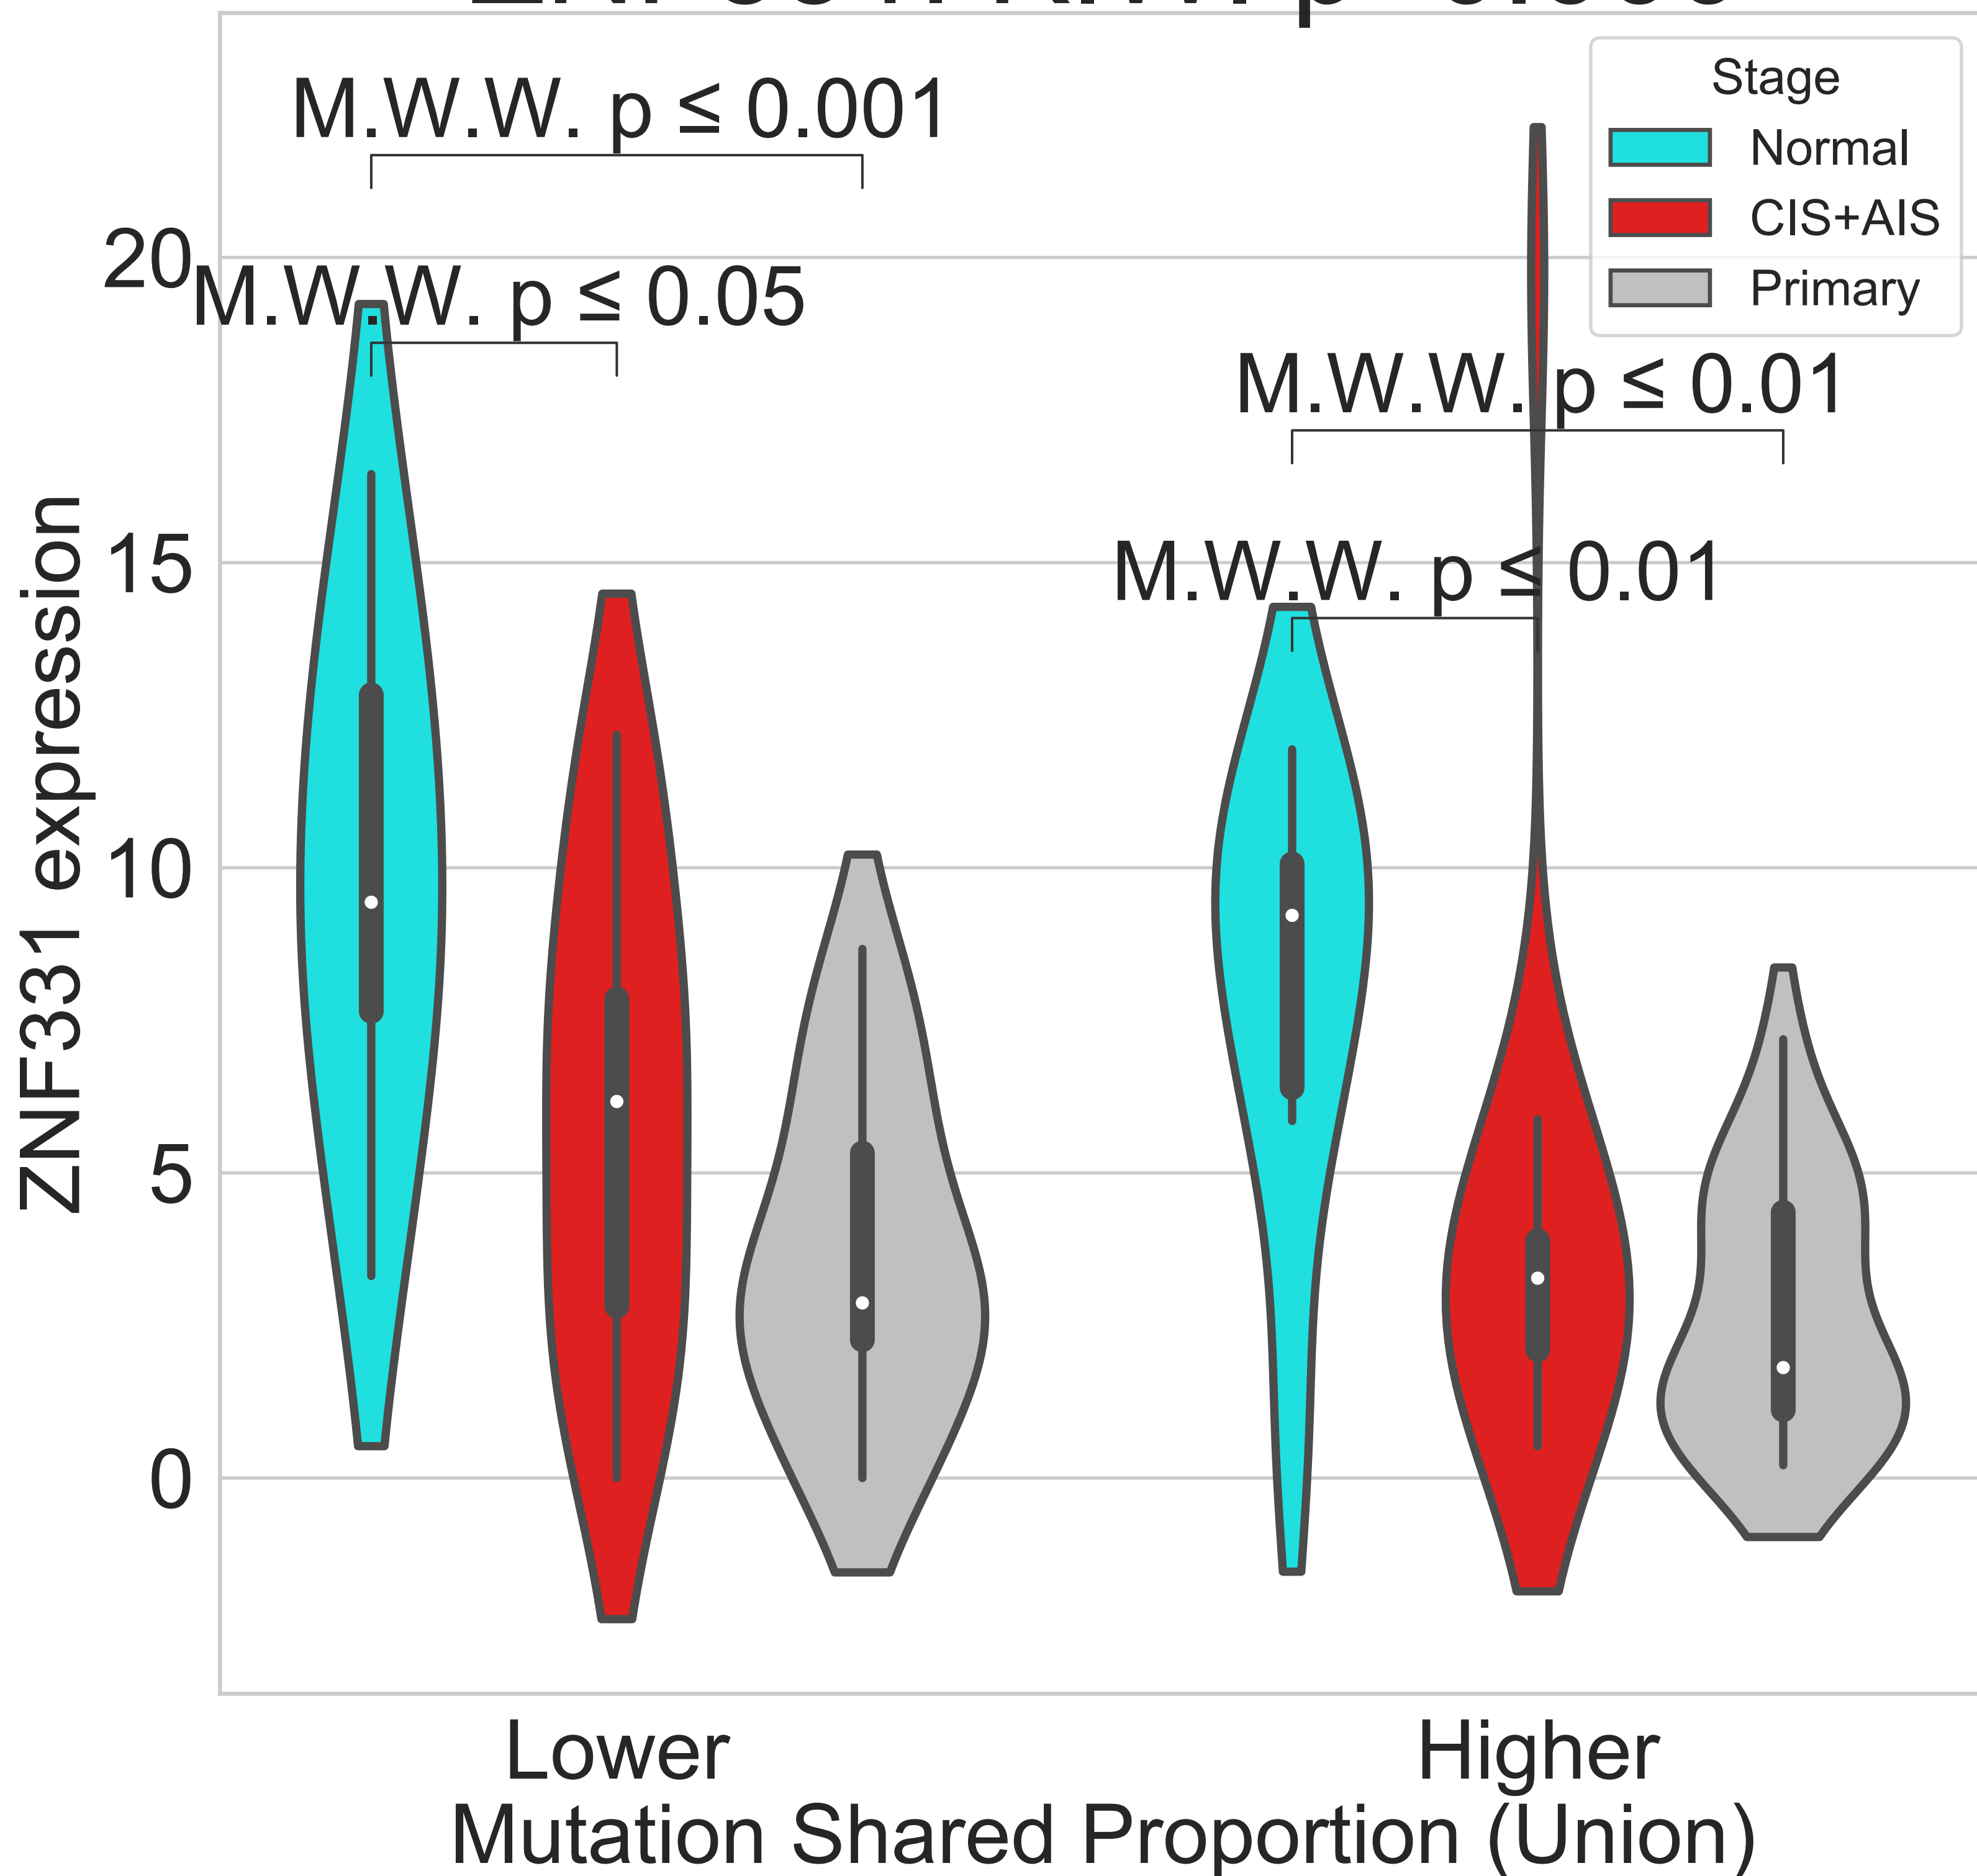 M.W.W. p ≤ 0.001
M.W.W. p ≤ 0.05
M.W.W. p ≤ 0.01
M.W.W. p ≤ 0.01
Stage
Normal
CIS+AIS
Primary
20
15
10
5
0
ZNF331 expression
Lower
Higher
Mutation Shared Proportion (Union)